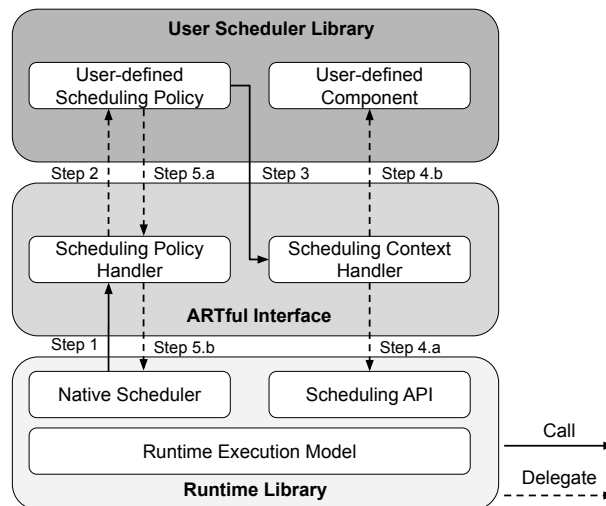 User Scheduler Library
User-defined
Scheduling Policy
User-defined
Component
Step 2
Step 5.a
Step 3
Step 4.b
Scheduling Policy
Handler
Scheduling Context
Handler
ARTful Interface
Step 1
Step 5.b
Step 4.a
Native Scheduler
Scheduling API
Runtime Execution Model
Runtime Library
Call
Delegate